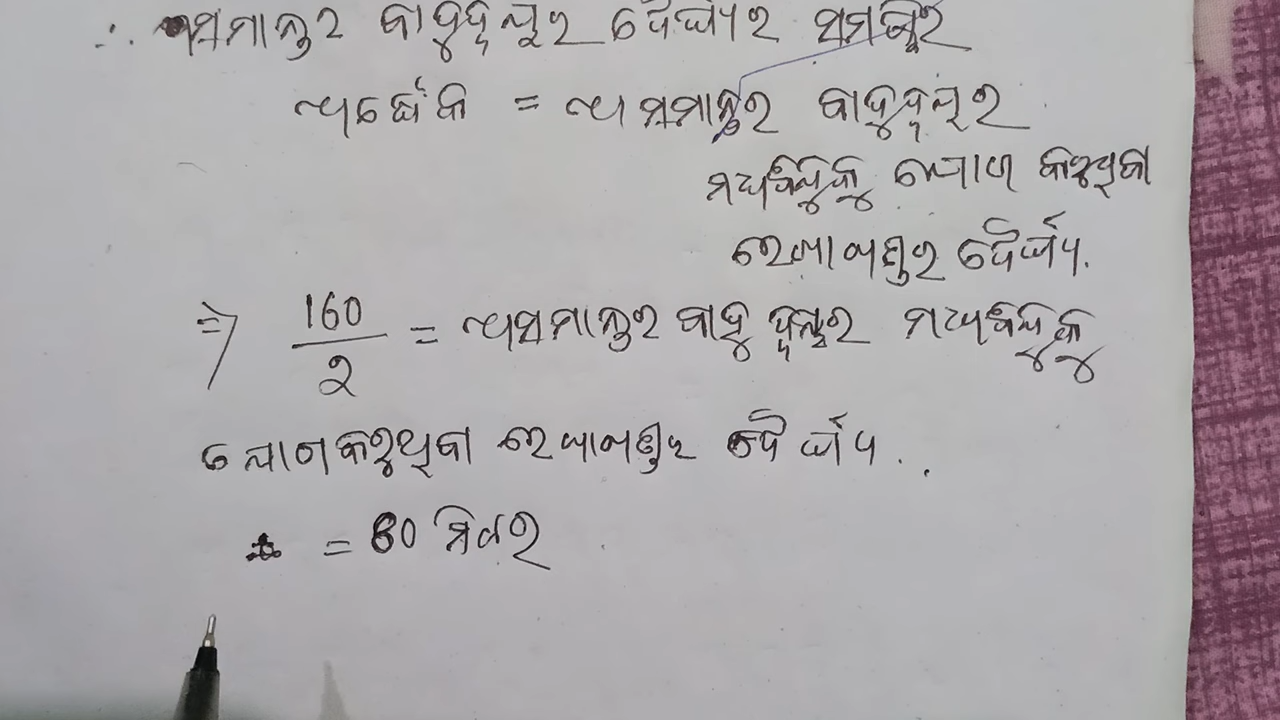 ∴ ସମାନ୍ତର ବାହୁଦ୍ୱୟର ଦୈର୍ଘ୍ୟର ସମଷ୍ଟିର
ଅର୍ଦ୍ଧେକ = ଅସମାନ୍ତର ବାହୁଦ୍ୱୟର
ମଧ୍ୟବିନ୍ଦୁକୁ ଯୋଗ କରୁଥିବା
ରେଖାଖଣ୍ଡର ଦୈର୍ଘ୍ୟ.
⇒ 160/2 = ଅସମାନ୍ତର ବାହୁ ଦ୍ୱୟର ମଧ୍ୟବିନ୍ଦୁକୁ
ଯୋଗକରୁଥିବା ରେଖାଖଣ୍ଡର ଦୈର୍ଘ୍ୟ.
= 80 ମିଟର